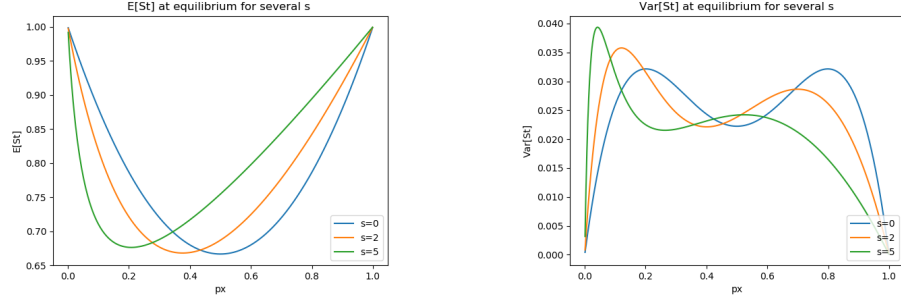 E[St] at equilibrium for several s
1.00
0.95
0.90
0.85
0.80
0.75
0.70
0.65
E[St]
0.0 0.2 0.4 0.6 0.8 1.0
px
s=0
s=2
s=5
Var[St] at equilibrium for several s
0.040
0.035
0.030
0.025
0.020
0.015
0.010
0.005
0.000
Var[St]
0.0 0.2 0.4 0.6 0.8 1.0
px
s=0
s=2
s=5